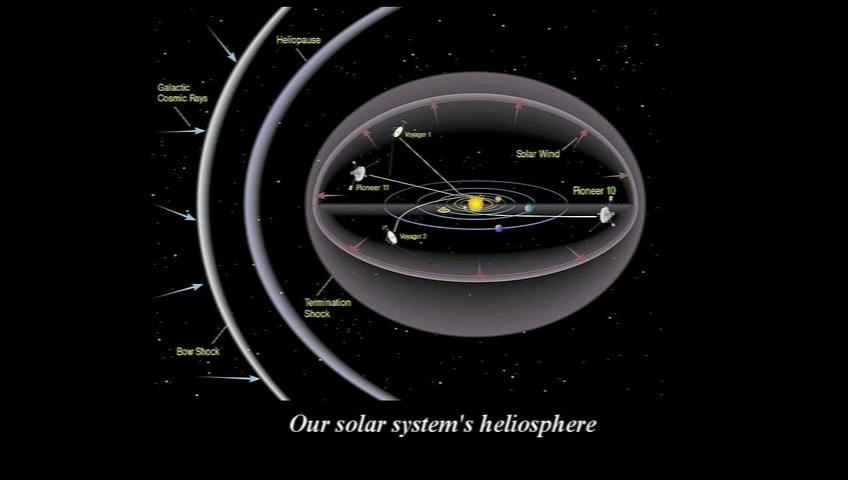 Heliopause
Galactic
Cosmic Rays
Voyager 1
Solar Wind
Pioneer 11
Pioneer 10
Voyager 2
Termination
Shock
Bow Shock
Our solar system's heliosphere